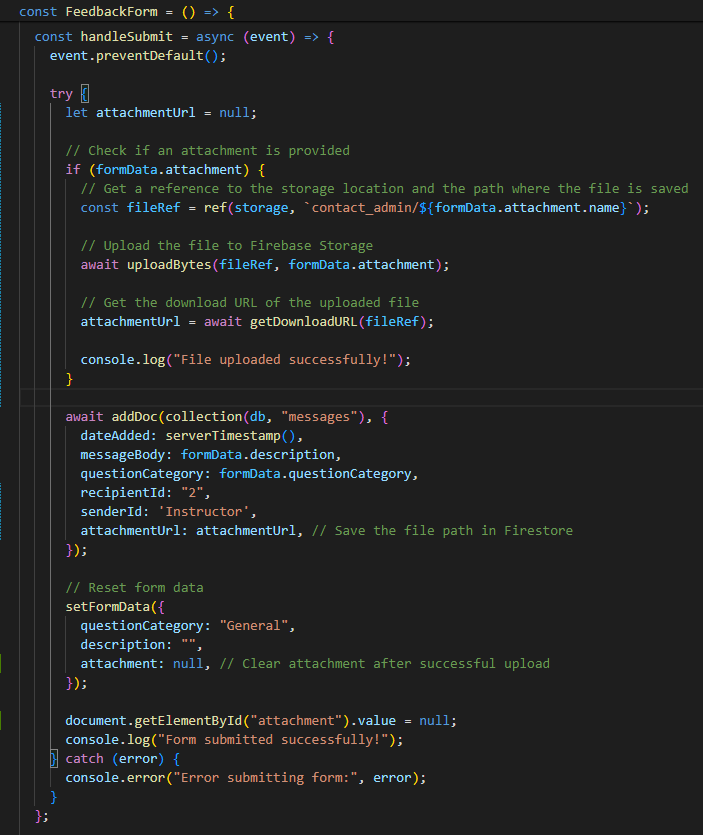 const FeedbackForm = () => {
const handleSubmit = async (event) => {
event.preventDefault();
try {
let attachmentUrl = null;
// Check if an attachment is provided
if (formData.attachment) {
// Get a reference to the storage location and the path where the file is saved
const fileRef = ref(storage, `contact_admin/${formData.attachment.name}`);
// Upload the file to Firebase Storage
await uploadBytes(fileRef, formData.attachment);
// Get the download URL of the uploaded file
attachmentUrl = await getDownloadURL(fileRef);
console.log("File uploaded successfully!");
}
await addDoc(collection(db, "messages"), {
dateAdded: serverTimestamp(),
messageBody: formData.description,
questionCategory: formData.questionCategory,
recipientId: "2",
senderId: 'Instructor',
attachmentUrl: attachmentUrl, // Save the file path in Firestore
});
// Reset form data
setFormData({
questionCategory: "General",
description: "",
attachment: null, // Clear attachment after successful upload
});
document.getElementById("attachment").value = null;
console.log("Form submitted successfully!");
} catch (error) {
console.error("Error submitting form:", error);
}
};